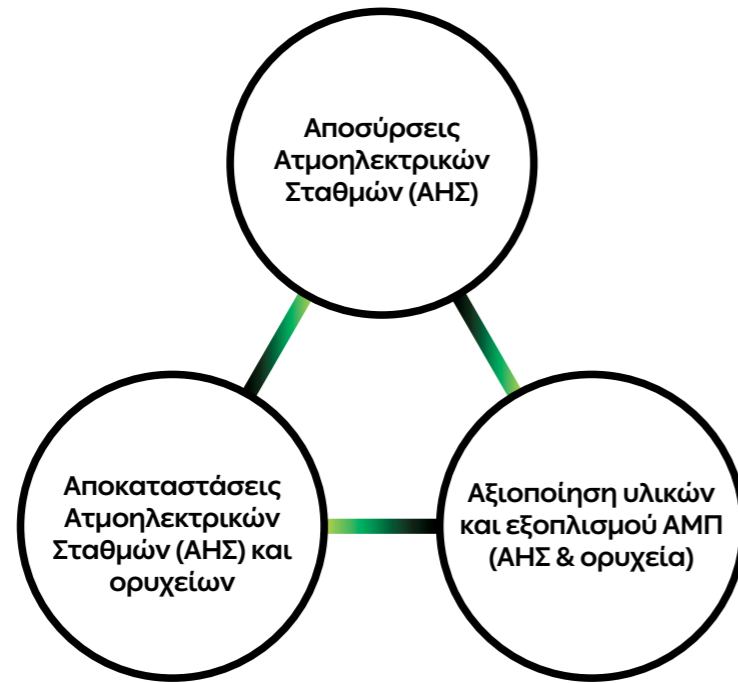 Αποσύρσεις
Ατμοηλεκτρικών
Σταθμών (ΑΗΣ)
Αποκαταστάσεις
Ατμοηλεκτρικών
Σταθμών (ΑΗΣ) και
ορυχείων
Αξιοποίηση υλικών
και εξοπλισμού ΑΜΠ
(ΑΗΣ & ορυχεία)